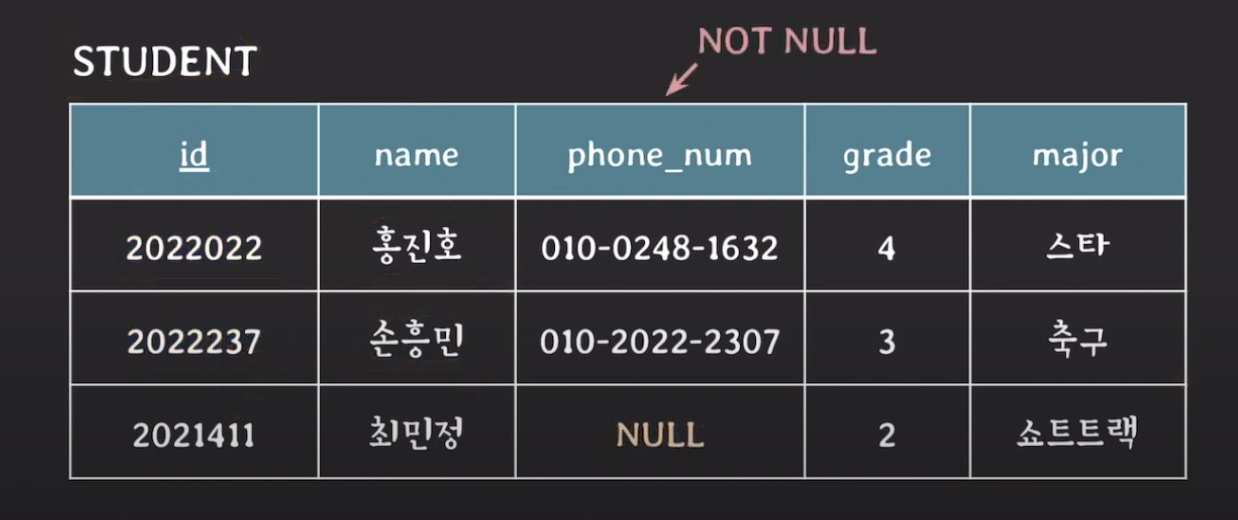 NOT NULL
STUDENT
id name phone_num grade major
2022022 홍진호 010-0248-1632 4 스타
2022237 손흥민 010-2022-2307 3 축구
2021411 최민정 NULL 2 쇼트트랙